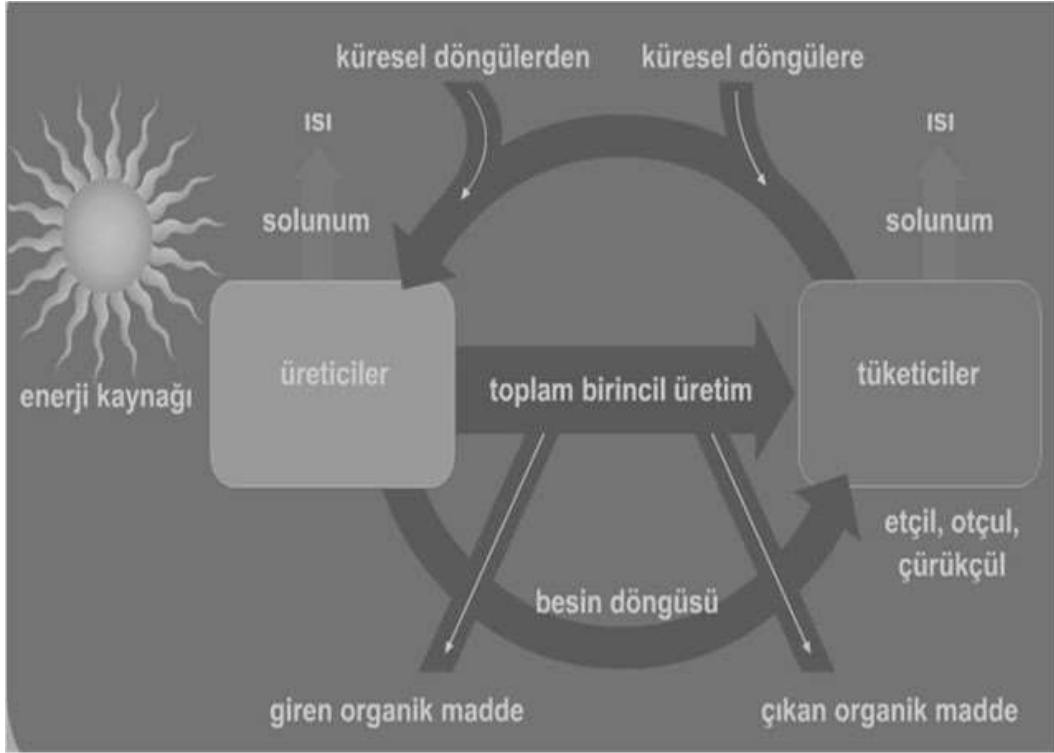 küresel döngülerden
küresel döngülere
ısı
ısı
solunum
solunum
enerji kaynağı
üreticiler
toplam birincil üretim
tüketiciler
etçil, otçul,
çürükçül
besin döngüsü
giren organik madde
çıkan organik madde